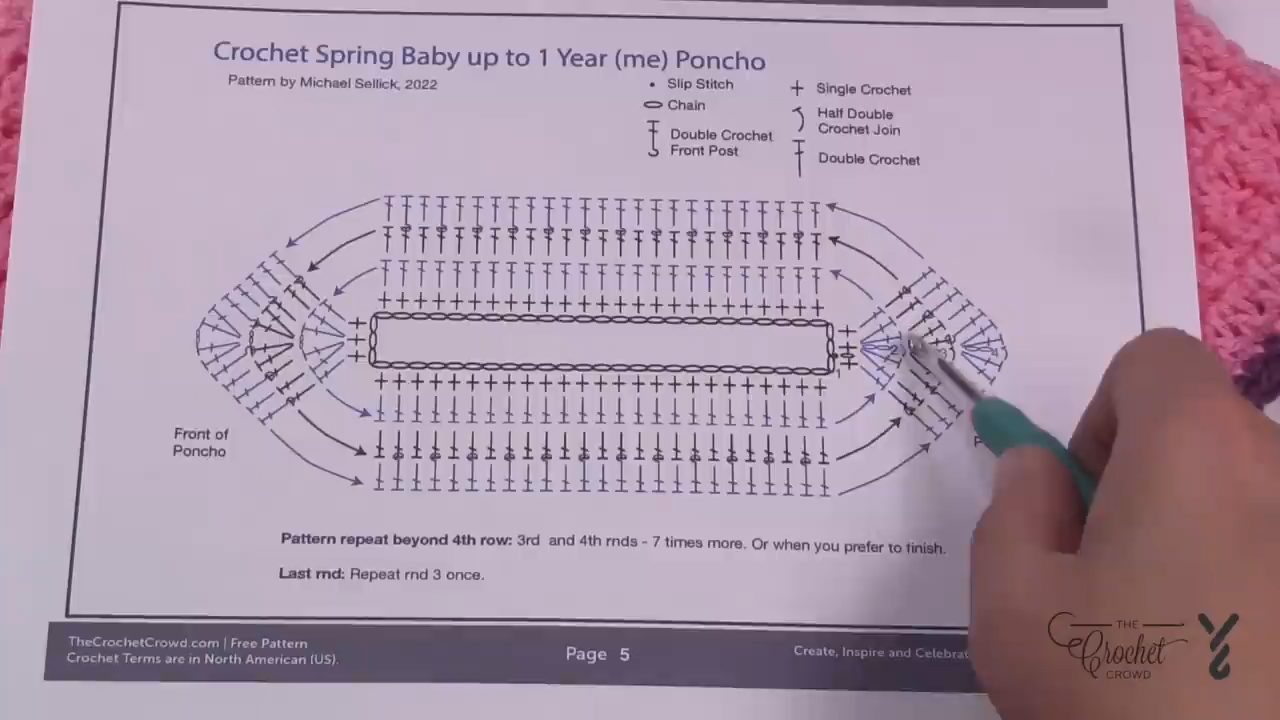 Crochet Spring Baby up to 1 Year (me) Poncho
Pattern by Michael Sellick, 2022
Slip Stitch
Chain
Double Crochet
Front Post
Single Crochet
Half Double
Crochet Join
Double Crochet
2
3
Front of
Poncho
Pattern repeat beyond 4th row: 3rd and 4th rnds - 7 times more. Or when you prefer to finish.
Last rnd: Repeat rnd 3 once.
TheCrochetCrowd.com | Free Pattern
Crochet Terms are in North American (US).
Page 5
Create, Inspire and
THE
Crochet
CROWD